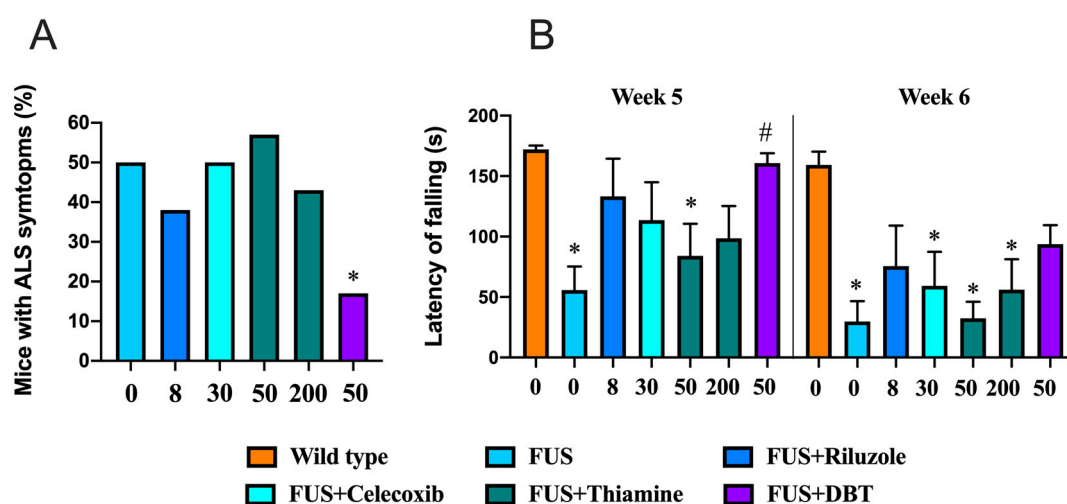 A
B
Mice with ALS symtopms (%)
60
50
40
30
20
10
0
*
0 8 30 50 200 50
Week 5 Week 6
Latency of falling (s)
200
150
100
50
0
* * #
* * * *
0 0 8 30 50 200 50 0 0 8 30 50 200 50
Wild type FUS FUS+Riluzole
FUS+Celecoxib FUS+Thiamine FUS+DBT